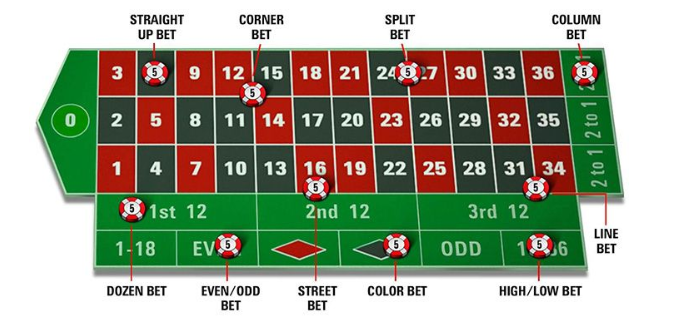 STRAIGHT UP BET
CORNER BET
SPLIT BET
COLUMN BET
3 5 9 12 15 18 21 24 5 27 30 33 36 5
5
0 2 5 8 11 14 17 20 23 26 29 32 35 2 to 1
1 4 7 10 13 16 19 22 25 28 31 34 2 to 1
5 5
5 1st 12 2nd 12 3rd 12
1-18 5 ODD 5
LINE BET
DOZEN BET
EVEN/ODD BET
STREET BET
COLOR BET
HIGH/LOW BET